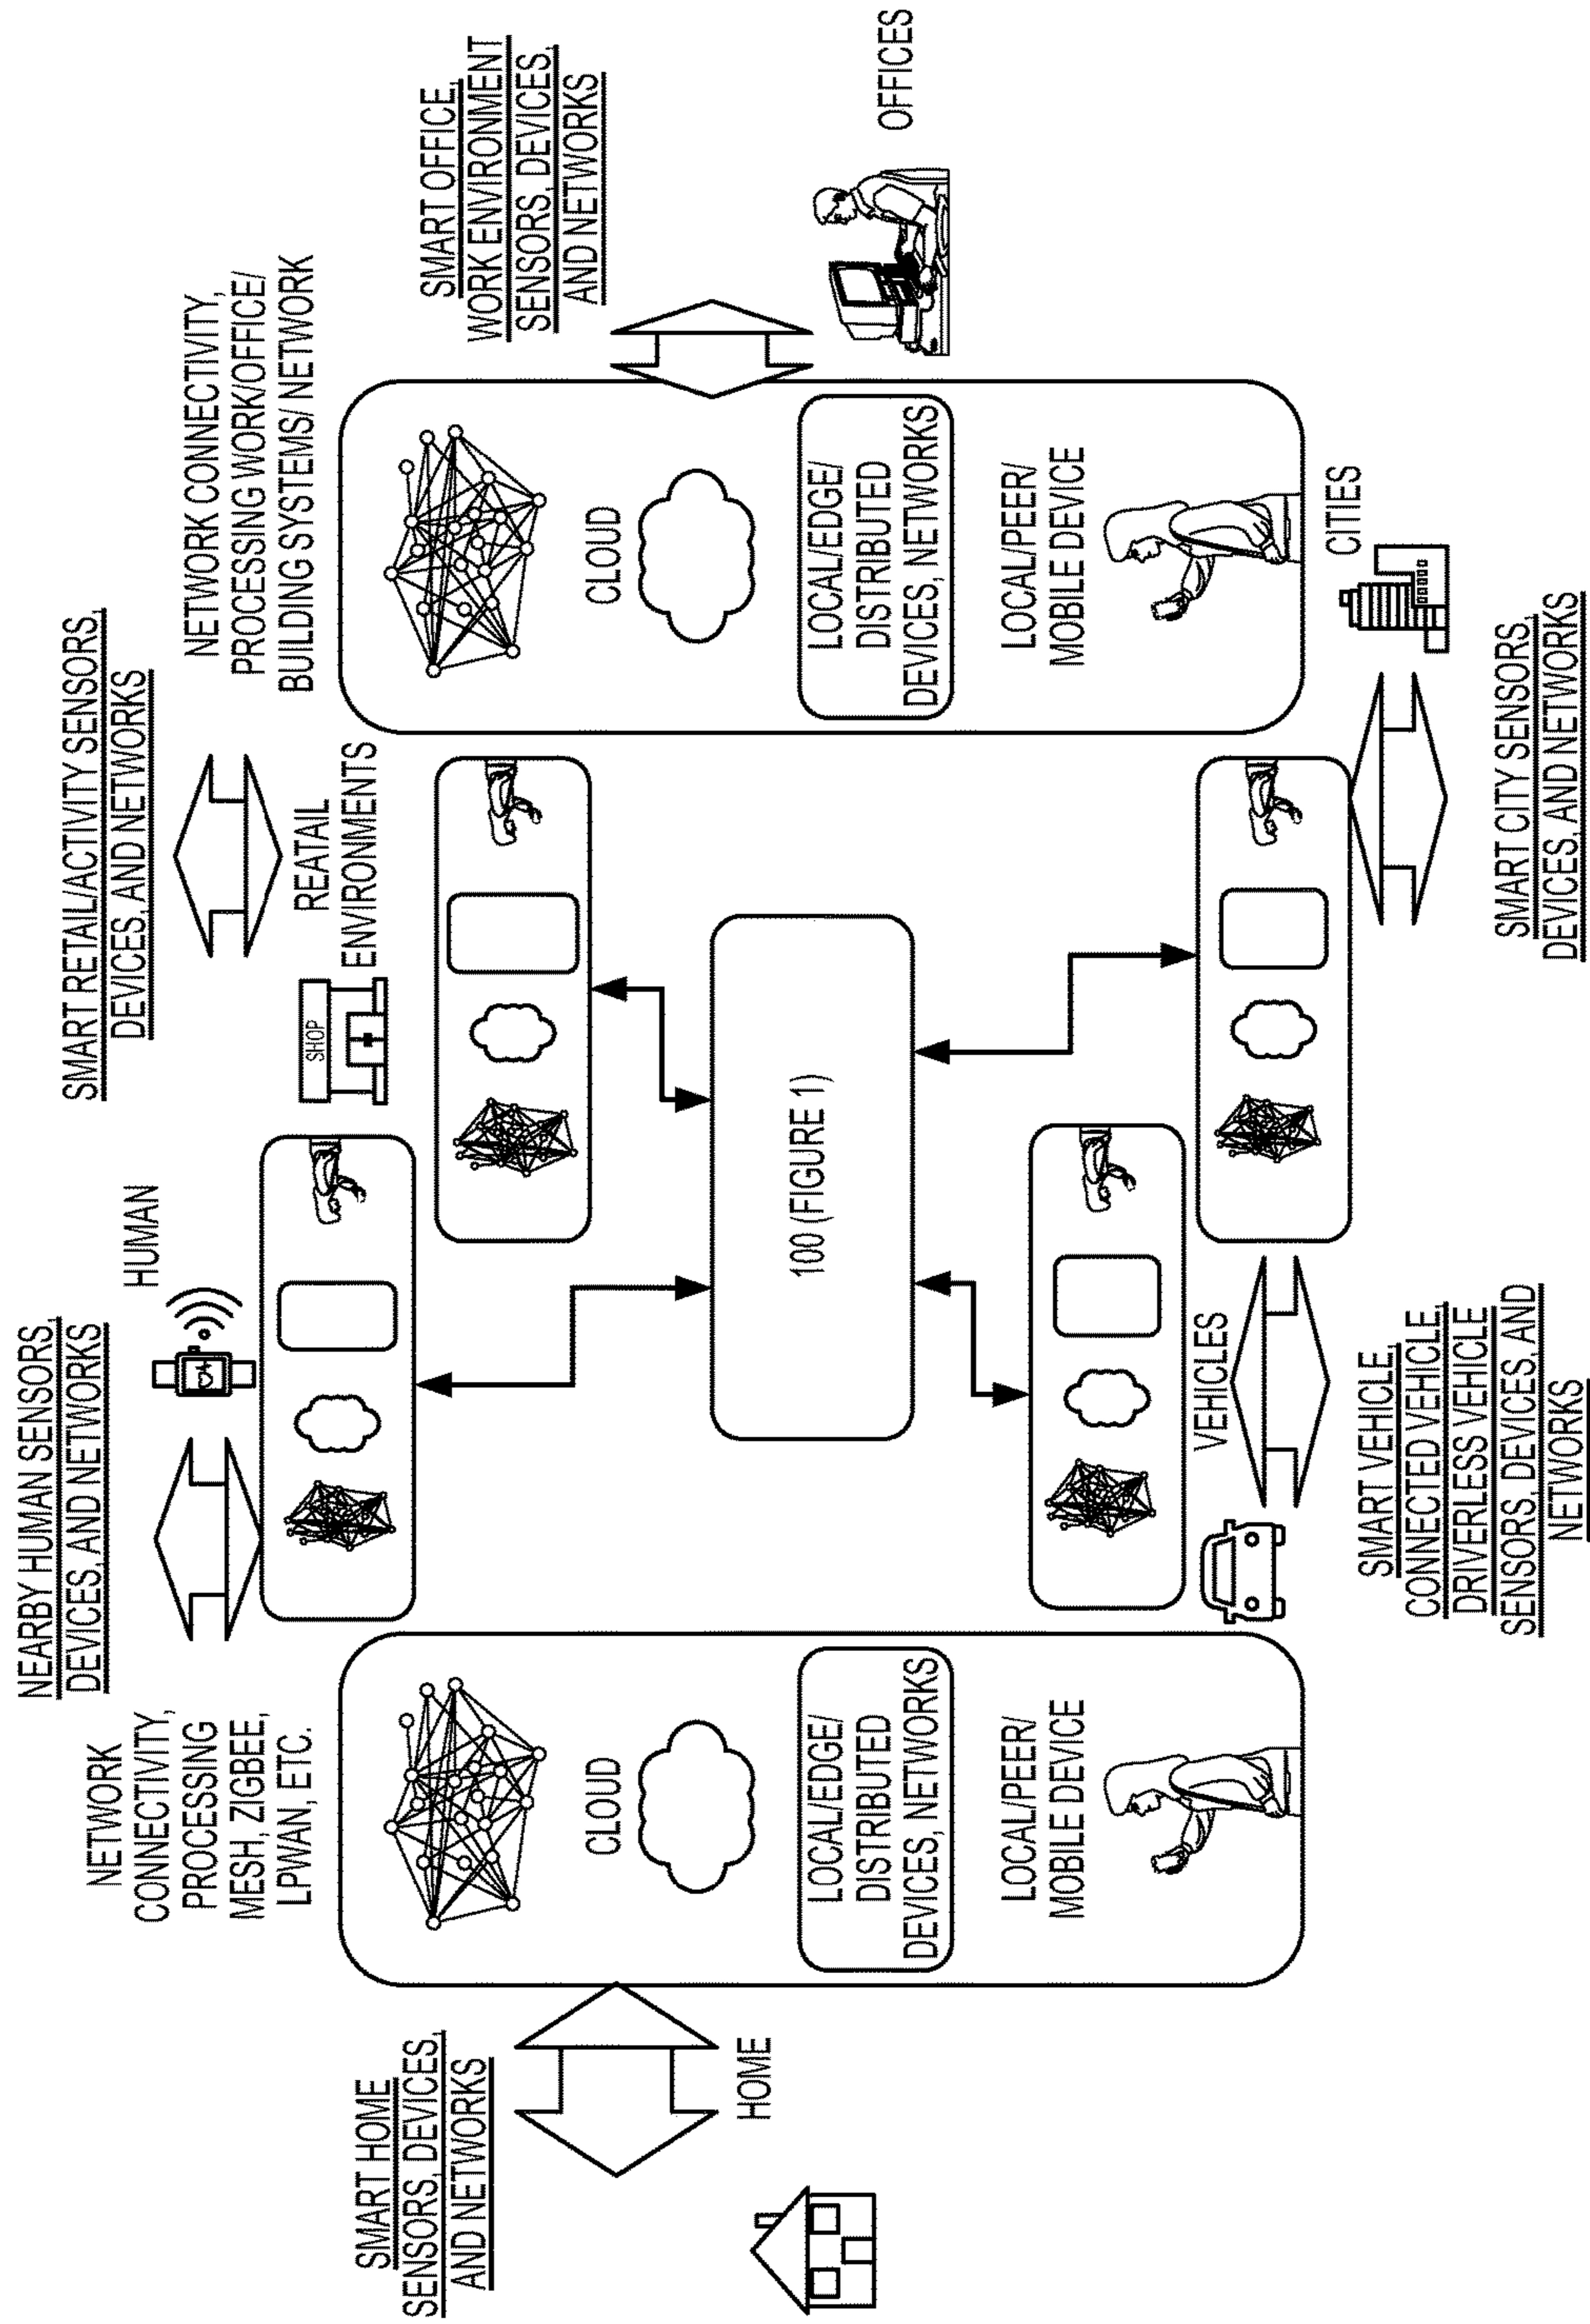 NEARBY HUMAN SENSORS,
DEVICES, AND NETWORKS
SMART RETAIL/ACTIVITY SENSORS,
DEVICES, AND NETWORKS
HUMAN
NETWORK
CONNECTIVITY,
PROCESSING
MESH, ZIGBEE,
LPWAN, ETC.
NETWORK CONNECTIVITY,
PROCESSING WORK/OFFICE/
BUILDING SYSTEMS/ NETWORK
SHOP
REATAIL
ENVIRONMENTS
SMART HOME
SENSORS, DEVICES,
AND NETWORKS
SMART OFFICE,
WORK ENVIRONMENT
SENSORS, DEVICES,
AND NETWORKS
CLOUD
CLOUD
HOME
OFFICES
LOCAL/EDGE/
DISTRIBUTED
DEVICES, NETWORKS
100 (FIGURE 1)
LOCAL/EDGE/
DISTRIBUTED
DEVICES, NETWORKS
LOCAL/PEER/
MOBILE DEVICE
LOCAL/PEER/
MOBILE DEVICE
VEHICLES
CITIES
SMART VEHICLE,
CONNECTED VEHICLE,
DRIVERLESS VEHICLE
SENSORS, DEVICES, AND
NETWORKS
SMART CITY SENSORS,
DEVICES, AND NETWORKS